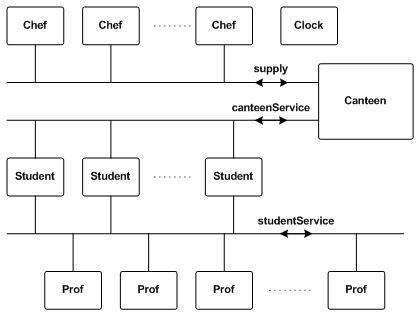 Chef
Chef
Chef
Clock
supply
Canteen
canteenService
Student
Student
Student
studentService
Prof
Prof
Prof
Prof